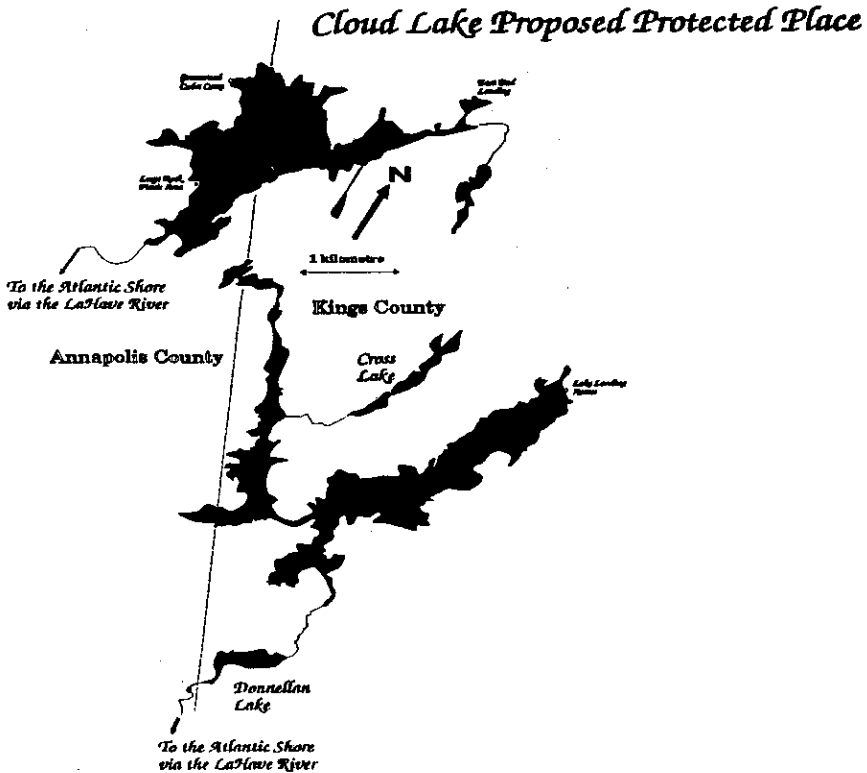 Cloud Lake Proposed Protected Place
Landing
N
1 kilometre
To the Atlantic Shore
via the LaHave River
Kings County
Annapolis County
Cross
Lake
Donnellan
Lake
To the Atlantic Shore
via the LaHave River